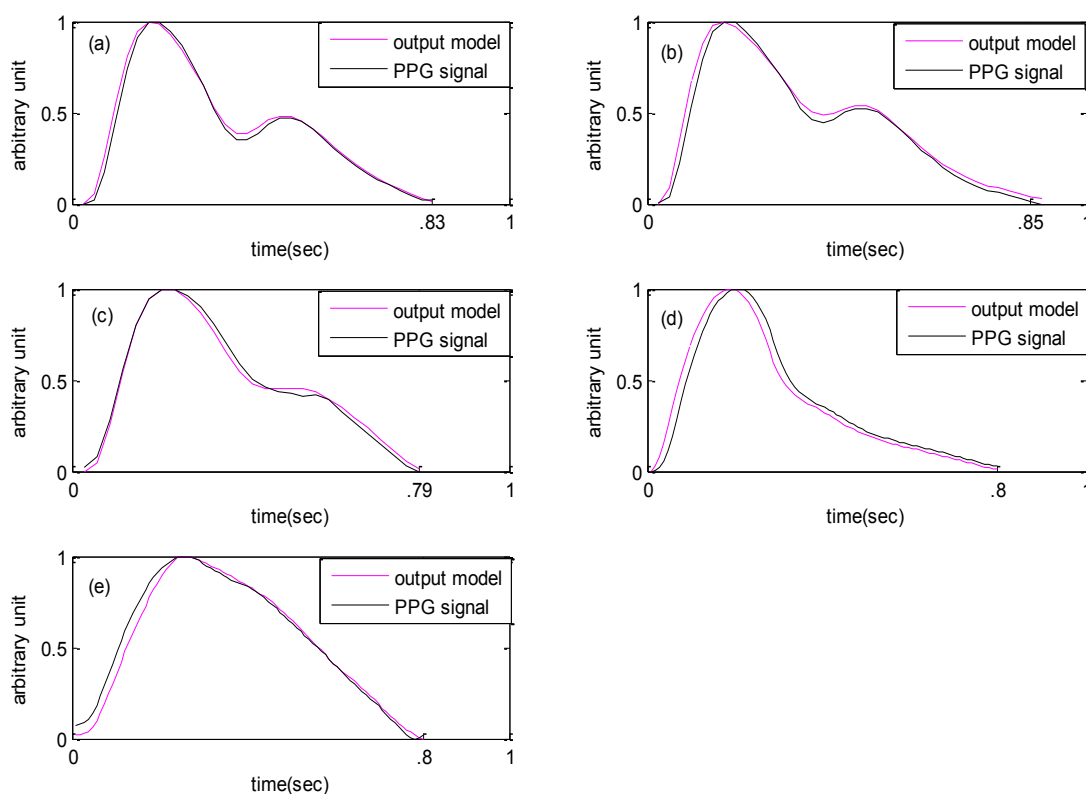 (a)
output model
PPG signal
arbitrary unit
1
0.5
0
0
.83
1
time(sec)
(b)
output model
PPG signal
arbitrary unit
1
0.5
0
0
.85
1
time(sec)
(c)
output model
PPG signal
arbitrary unit
1
0.5
0
0
.79
1
time(sec)
(d)
output model
PPG signal
arbitrary unit
1
0.5
0
0
.8
1
time(sec)
(e)
output model
PPG signal
arbitrary unit
1
0.5
0
0
.8
1
time(sec)